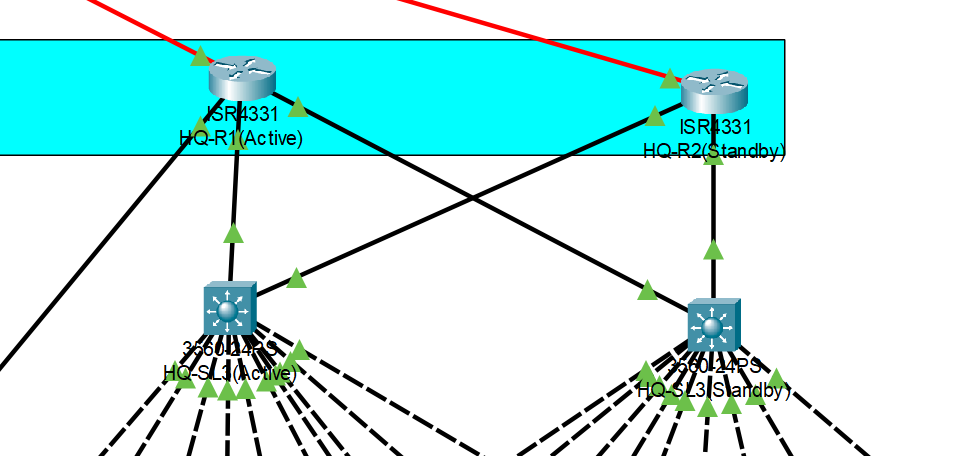 ISR4331
HQ-R1(Active)
ISR4331
HQ-R2(Standby)
3560-24PS
HQ-SL3(Active)
3560-24PS
HQ-SL3(Standby)